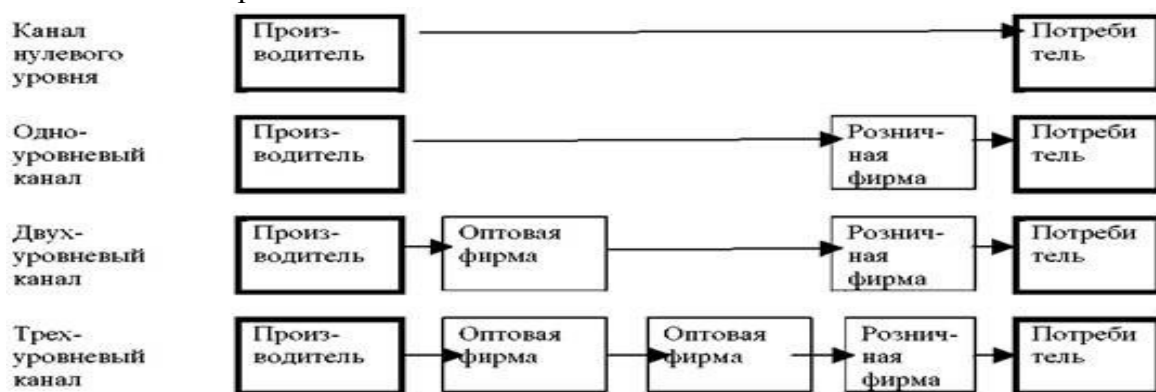 Канал
нулевого
уровня
Произ-
водитель
Потреби
тель
Одно-
уровневый
канал
Произ-
водитель
Рознич-
ная
фирма
Потреби
тель
Двух-
уровневый
канал
Произ-
водитель
Оптовая
фирма
Рознич-
ная
фирма
Потреби
тель
Трех-
уровневый
канал
Произ-
водитель
Оптовая
фирма
Оптовая
фирма
Рознич-
ная
фирма
Потреби
тель